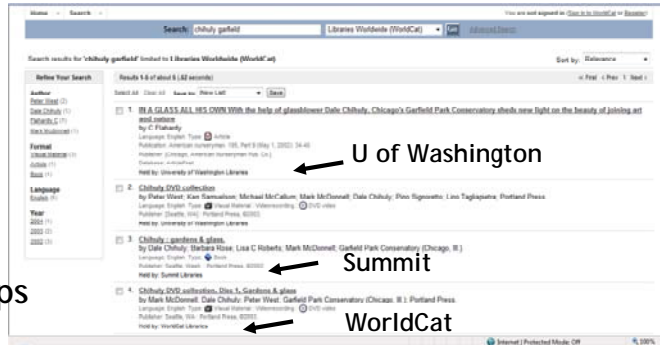 Home Search You are not signed in (Sign In to WorldCat or Register)
Search: chihuly garfield Libraries Worldwide (WorldCat) Advanced Search
Search results for 'chihuly garfield' limited to Libraries Worldwide (WorldCat) Sort by: Relevance
Refine Your Search
Results 1-6 of about 6 (.62 seconds) « First < Prev 1 Next >
Select All Clear All Save to: New List Save
Author
Peter West (2)
Dale Chihuly (1)
Flaharty C (1)
Mark McDonnell (1)
Format
Visual Material (3)
Article (1)
Book (1)
Language
English (6)
Year
2004 (1)
2003 (2)
2002 (3)
1. IN A GLASS ALL HIS OWN With the help of glassblower Dale Chihuly, Chicago's Garfield Park Conservatory sheds new light on the beauty of joining art and nature
by C Flaharty
Language: English Type: Article
Publication: American nurseryman. 195, Part 9 (May 1, 2002): 34-40
Publisher: [Chicago, American Nurseryman Pub. Co.]
Database: ArticleFirst
Held by: University of Washington Libraries
U of Washington
2. Chihuly DVD collection
by Peter West; Ken Samuelson; Michael McCallum; Mark McDonnell; Dale Chihuly; Pino Signoretto; Lino Tagliapietra; Portland Press.
Language: English Type: Visual Material : Videorecording : DVD video
Publisher: [Seattle, WA] : Portland Press, ©2003.
Held by: University of Washington Libraries
3. Chihuly : gardens & glass,
by Dale Chihuly; Barbara Rose; Lisa C Roberts; Mark McDonnell; Garfield Park Conservatory (Chicago, Ill.)
Language: English Type: Book
Publisher: Seattle, Wash. : Portland Press, ©2002.
Held by: Summit Libraries
Summit
ps
4. Chihuly DVD collection. Disc 1, Gardens & glass
by Mark McDonnell; Dale Chihuly; Peter West; Garfield Park Conservatory (Chicago, Ill.); Portland Press.
Language: English Type: Visual Material : Videorecording : DVD video
Publisher: Seattle, WA : Portland Press, ©2003.
Held by: WorldCat Libraries
WorldCat
Internet | Protected Mode: Off 100%